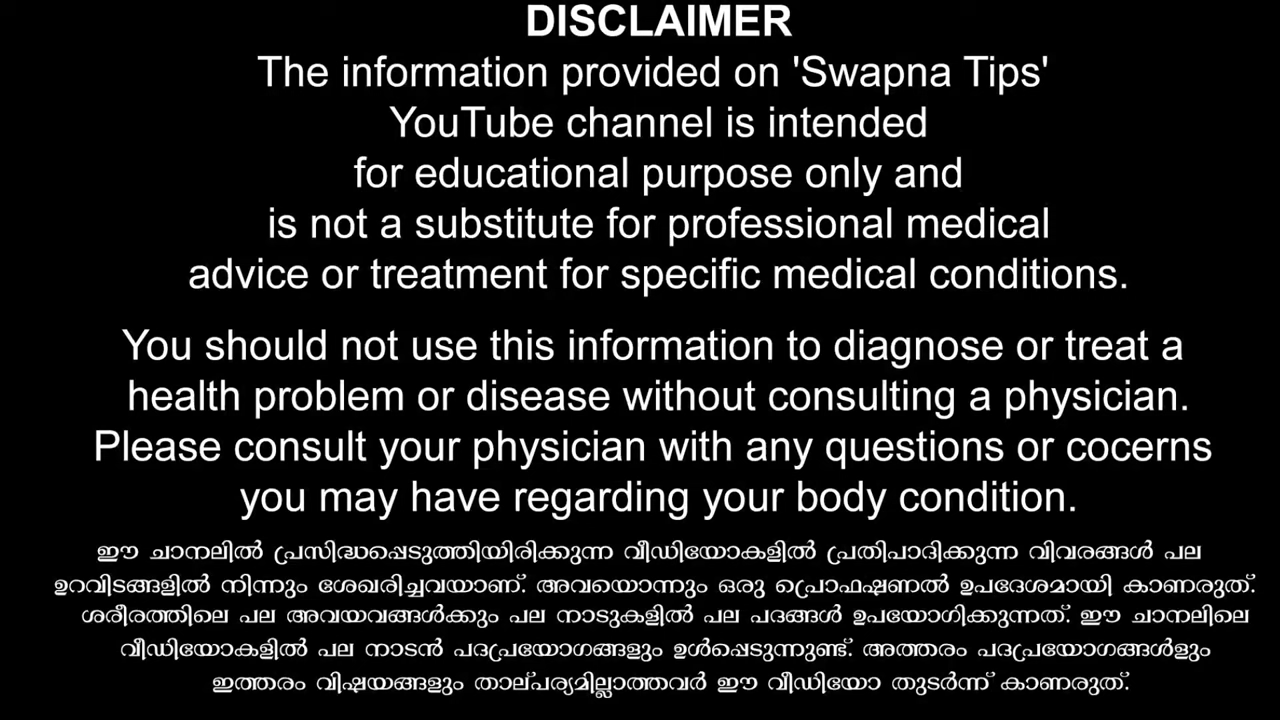 DISCLAIMER
The information provided on 'Swapna Tips'
YouTube channel is intended
for educational purpose only and
is not a substitute for professional medical
advice or treatment for specific medical conditions.
You should not use this information to diagnose or treat a
health problem or disease without consulting a physician.
Please consult your physician with any questions or cocerns
you may have regarding your body condition.
ഈ ചാനലിൽ പ്രസിദ്ധപ്പെടുത്തിയിരിക്കുന്ന വീഡിയോകളിൽ പ്രതിപാദിക്കുന്ന വിവരങ്ങൾ പല
ഉറവിടങ്ങളിൽ നിന്നും ശേഖരിച്ചവയാണ്. അവയൊന്നും ഒരു പ്രൊഫഷണൽ ഉപദേശമായി കാണരുത്.
ശരീരത്തിലെ പല അവയവങ്ങൾക്കും പല നാടുകളിൽ പല പദങ്ങൾ ഉപയോഗിക്കുന്നത്. ഈ ചാനലിലെ
വീഡിയോകളിൽ പല നാടൻ പദപ്രയോഗങ്ങളും ഉൾപ്പെടുന്നുണ്ട്. അത്തരം പദപ്രയോഗങ്ങൾളും
ഇത്തരം വിഷയങ്ങളും താല്പര്യമില്ലാത്തവർ ഈ വീഡിയോ തുടർന്ന് കാണരുത്.